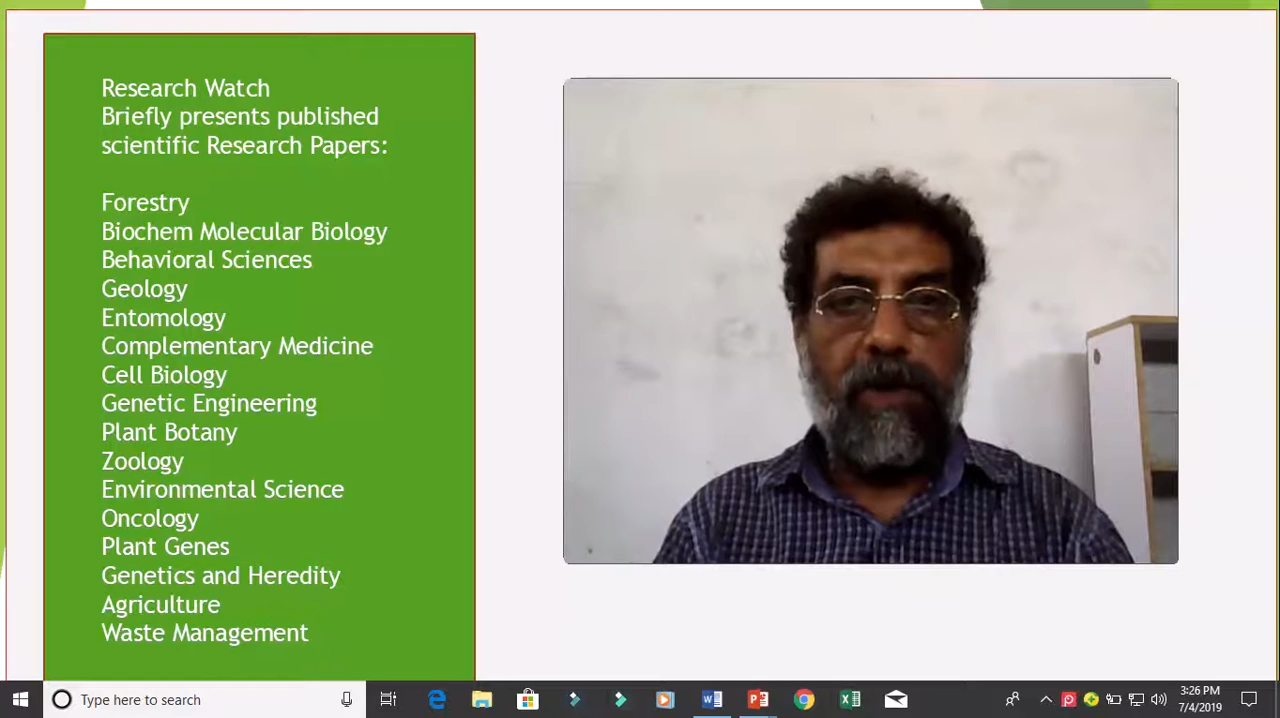 Research Watch
Briefly presents published
scientific Research Papers:
Forestry
Biochem Molecular Biology
Behavioral Sciences
Geology
Entomology
Complementary Medicine
Cell Biology
Genetic Engineering
Plant Botany
Zoology
Environmental Science
Oncology
Plant Genes
Genetics and Heredity
Agriculture
Waste Management
Type here to search
3:26 PM
7/4/2019